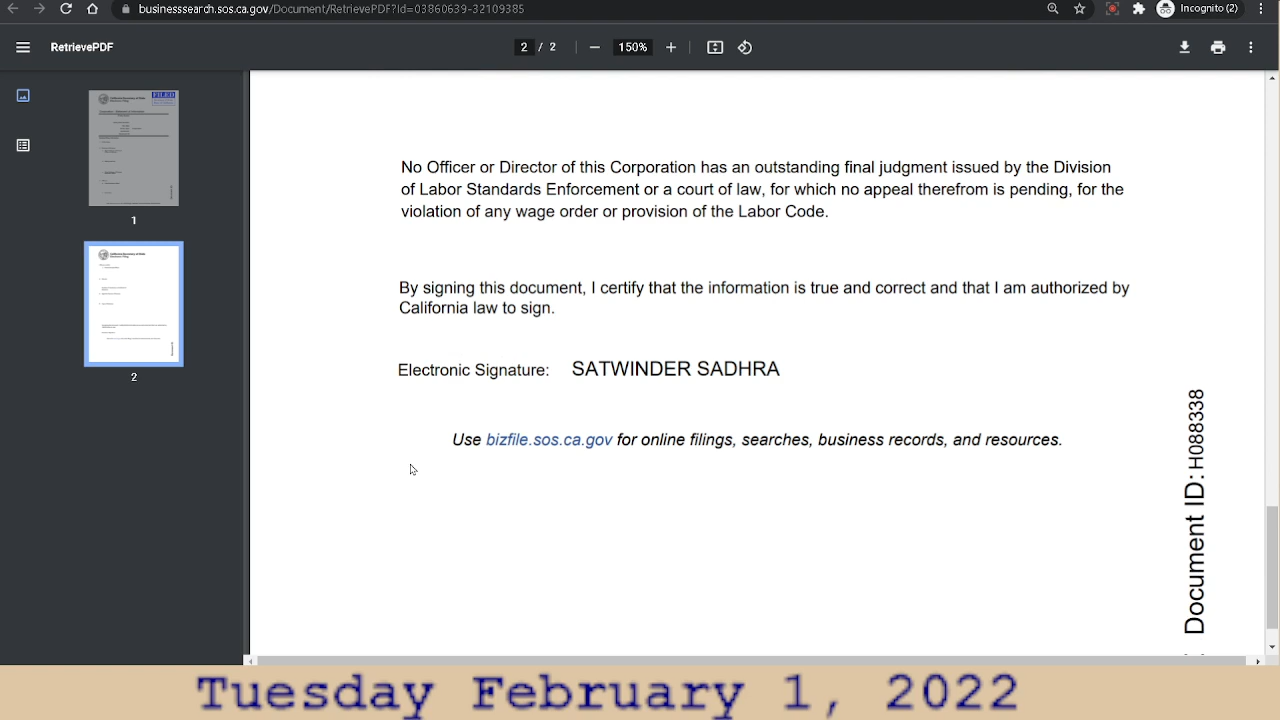 businesssearch.sos.ca.gov/Document/RetrievePDF?Id=03860639-32109385
Incognito (2)
RetrievePDF
2 / 2
150%
FILED
1
2
No Officer or Director of this Corporation has an outstanding final judgment issued by the Division
of Labor Standards Enforcement or a court of law, for which no appeal therefrom is pending, for the
violation of any wage order or provision of the Labor Code.
By signing this document, I certify that the information is true and correct and that I am authorized by
California law to sign.
Electronic Signature: SATWINDER SADHRA
Use bizfile.sos.ca.gov for online filings, searches, business records, and resources.
Document ID: H088338
Tuesday February 1, 2022